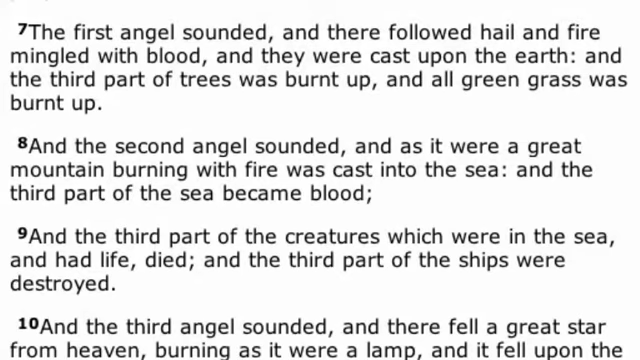 7The first angel sounded, and there followed hail and fire
mingled with blood, and they were cast upon the earth: and
the third part of trees was burnt up, and all green grass was
burnt up.
8And the second angel sounded, and as it were a great
mountain burning with fire was cast into the sea: and the
third part of the sea became blood;
9And the third part of the creatures which were in the sea,
and had life, died; and the third part of the ships were
destroyed.
10And the third angel sounded, and there fell a great star
from heaven, burning as it were a lamp, and it fell upon the